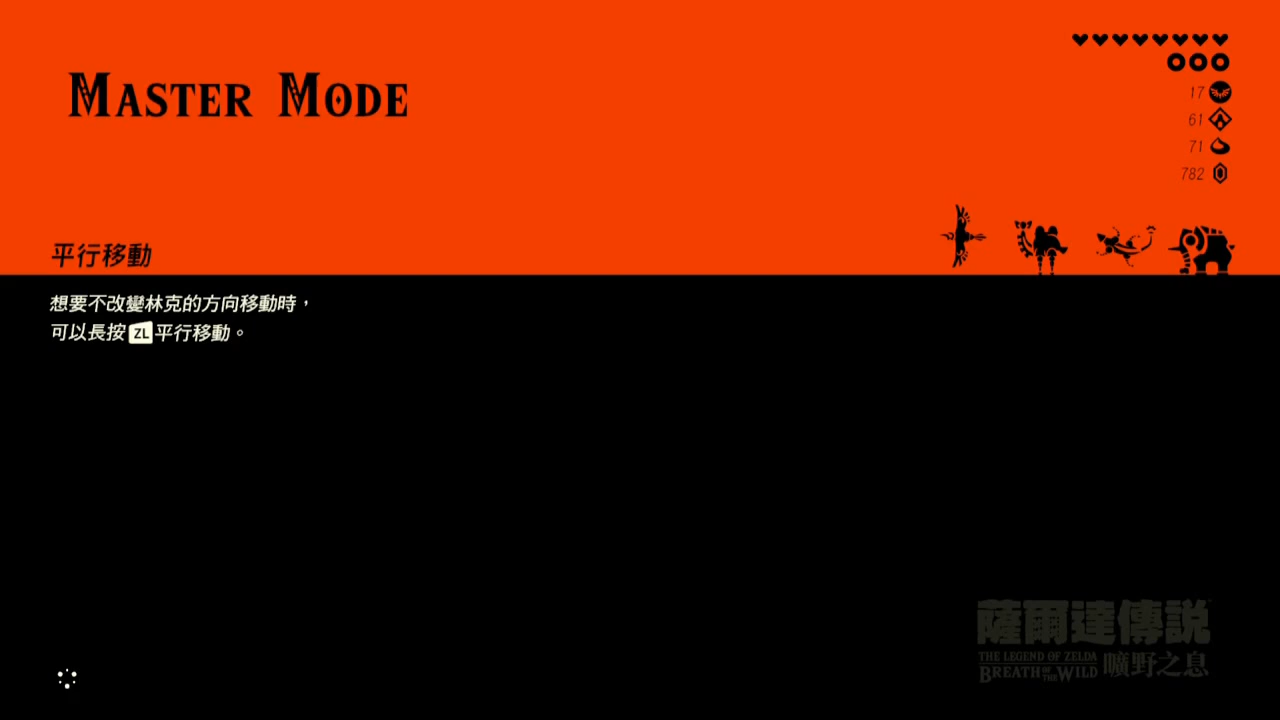 MASTER MODE
17
61
71
782
平行移動
想要不改變林克的方向移動時，
可以長按ZL平行移動。
薩爾達傳說
THE LEGEND OF ZELDA
BREATH OF THE WILD 曠野之息